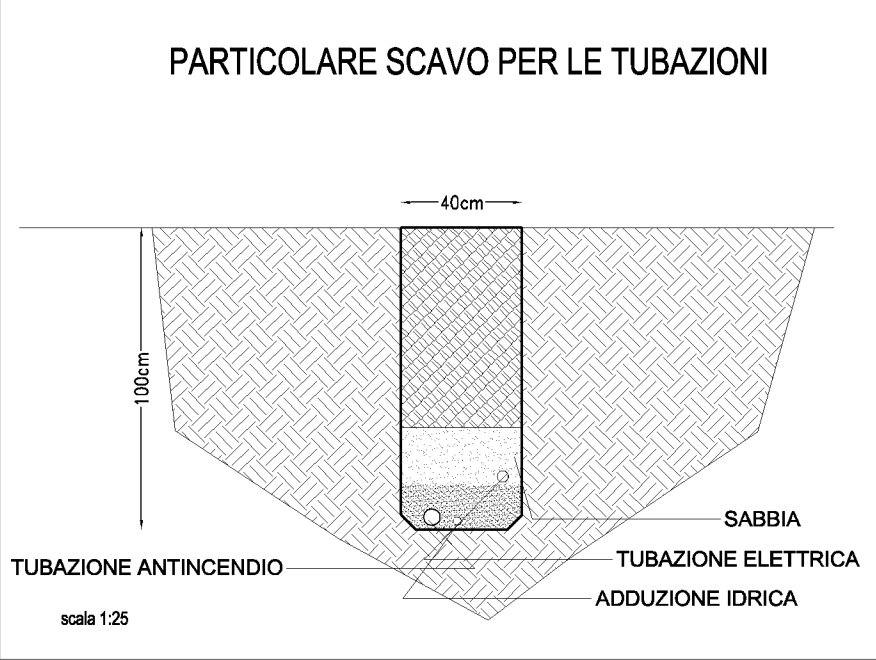 PARTICOLARE SCAVO PER LE TUBAZIONI
40cm
100cm
SABBIA
TUBAZIONE ELETTRICA
TUBAZIONE ANTINCENDIO
ADDUZIONE IDRICA
scala 1:25